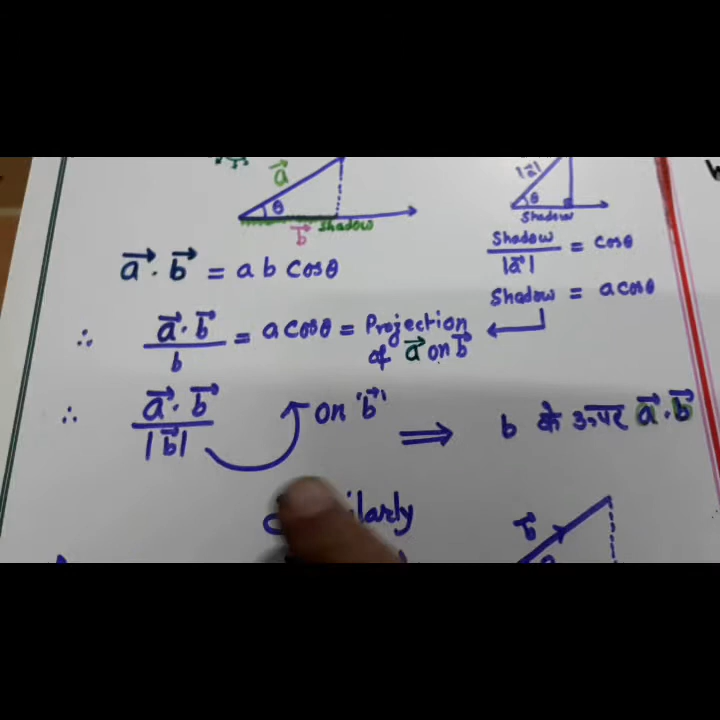 a⃗
θ
b⃗ shadow
|a⃗|
θ
Shadow
a⃗ . b⃗ = a b cosθ
Shadow / |a⃗| = cosθ
Shadow = a cosθ
∴ a⃗ . b⃗ / b = a cosθ = Projection
of a⃗ on b⃗
∴ a⃗ . b⃗ / |b⃗| on 'b⃗' ⟹ b के ऊपर a⃗ . b⃗
b⃗
θ